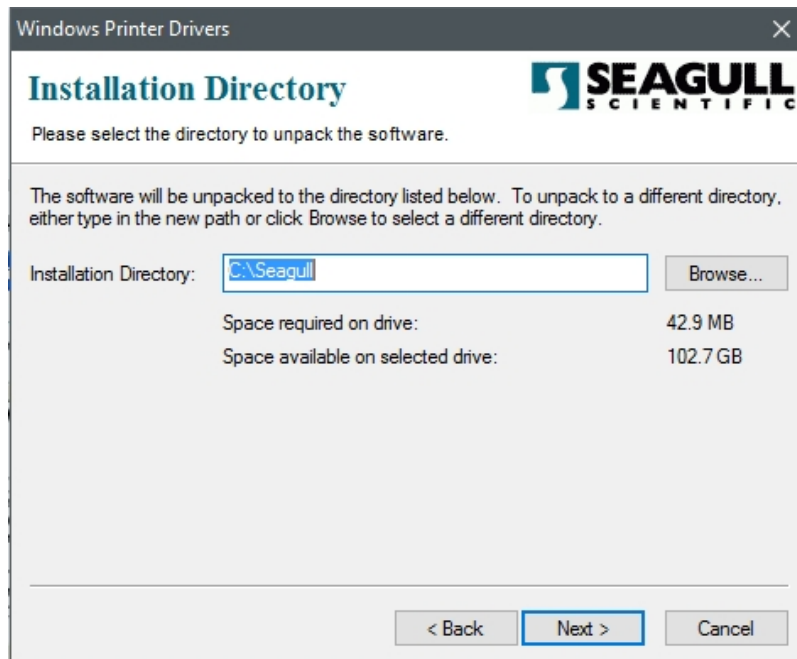 Windows Printer Drivers
Installation Directory
SEAGULL
SCIENTIFIC
Please select the directory to unpack the software.
The software will be unpacked to the directory listed below.  To unpack to a different directory,
either type in the new path or click Browse to select a different directory.
Installation Directory: C:\Seagull Browse...
Space required on drive: 42.9 MB
Space available on selected drive: 102.7 GB
< Back Next > Cancel